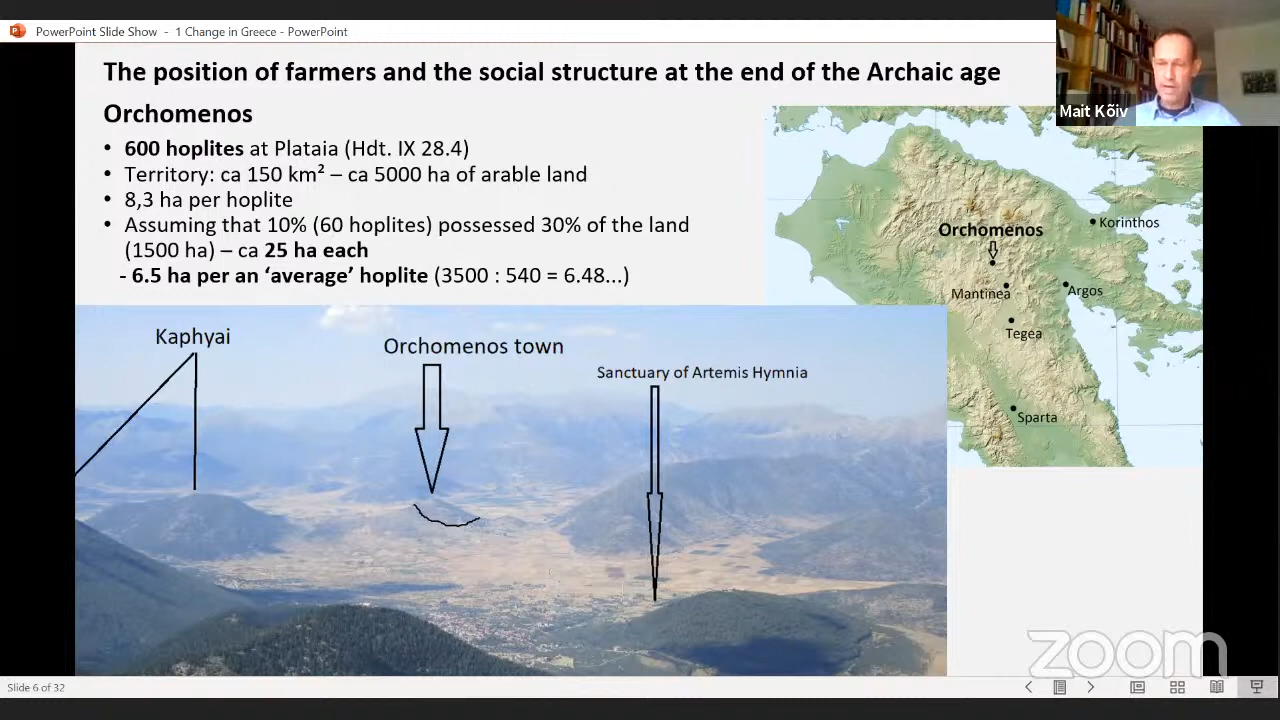 PowerPoint Slide Show - 1 Change in Greece - PowerPoint
The position of farmers and the social structure at the end of the Archaic age
Mait Kõiv
Orchomenos
• 600 hoplites at Plataia (Hdt. IX 28.4)
• Territory: ca 150 km² – ca 5000 ha of arable land
• 8,3 ha per hoplite
• Assuming that 10% (60 hoplites) possessed 30% of the land
(1500 ha) – ca 25 ha each
- 6.5 ha per an ‘average’ hoplite (3500 : 540 = 6.48...)
Korinthos
Orchomenos
Mantinea
Argos
Tegea
Sparta
Kaphyai
Orchomenos town
Sanctuary of Artemis Hymnia
zoom
Slide 6 of 32